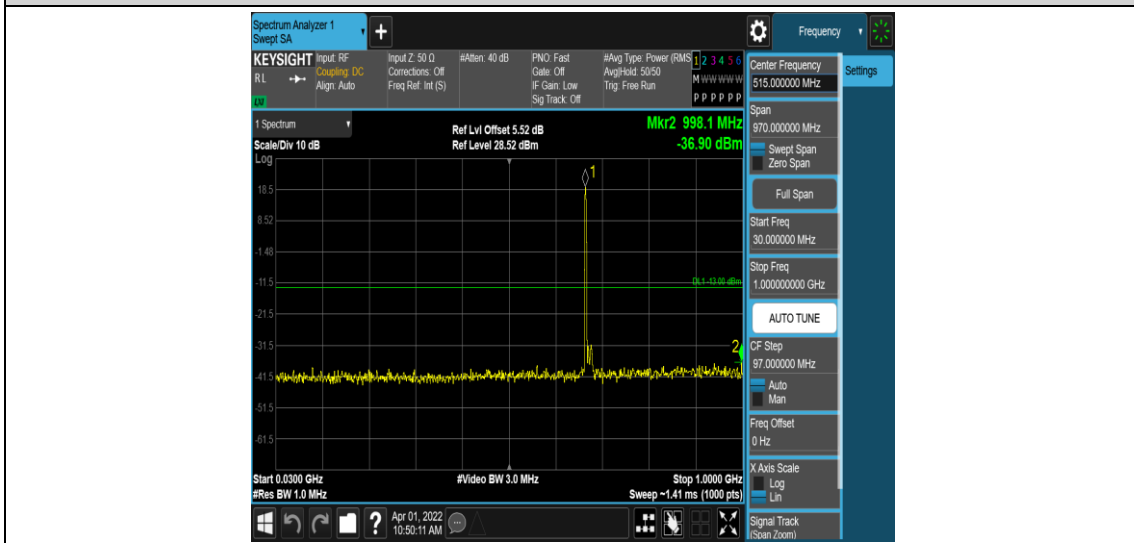 Spectrum Analyzer 1
Swept SA
+
Frequency
KEYSIGHT
RL
Input: RF
Coupling: DC
Align: Auto
Input Z: 50 Ω
Corrections: Off
Freq Ref: Int (S)
#Atten: 40 dB
PNO: Fast
Gate: Off
IF Gain: Low
Sig Track: Off
#Avg Type: Power (RMS
Avg|Hold: 50/50
Trig: Free Run
1 2 3 4 5 6
M W W W W W
P P P P P P
1 Spectrum
Scale/Div 10 dB
Ref Lvl Offset 5.52 dB
Ref Level 28.52 dBm
Mkr2 998.1 MHz
-36.90 dBm
Log
18.5
8.52
-1.48
-11.5
-21.5
-31.5
-41.5
-51.5
-61.5
1
DL1 -13.00 dBm
2
Start 0.0300 GHz
#Res BW 1.0 MHz
#Video BW 3.0 MHz
Stop 1.0000 GHz
Sweep ~1.41 ms (1000 pts)
?
Apr 01, 2022
10:50:11 AM
Center Frequency
515.000000 MHz
Settings
Span
970.000000 MHz
Swept Span
Zero Span
Full Span
Start Freq
30.000000 MHz
Stop Freq
1.000000000 GHz
AUTO TUNE
CF Step
97.000000 MHz
Auto
Man
Freq Offset
0 Hz
X Axis Scale
Log
Lin
Signal Track
(Span Zoom)